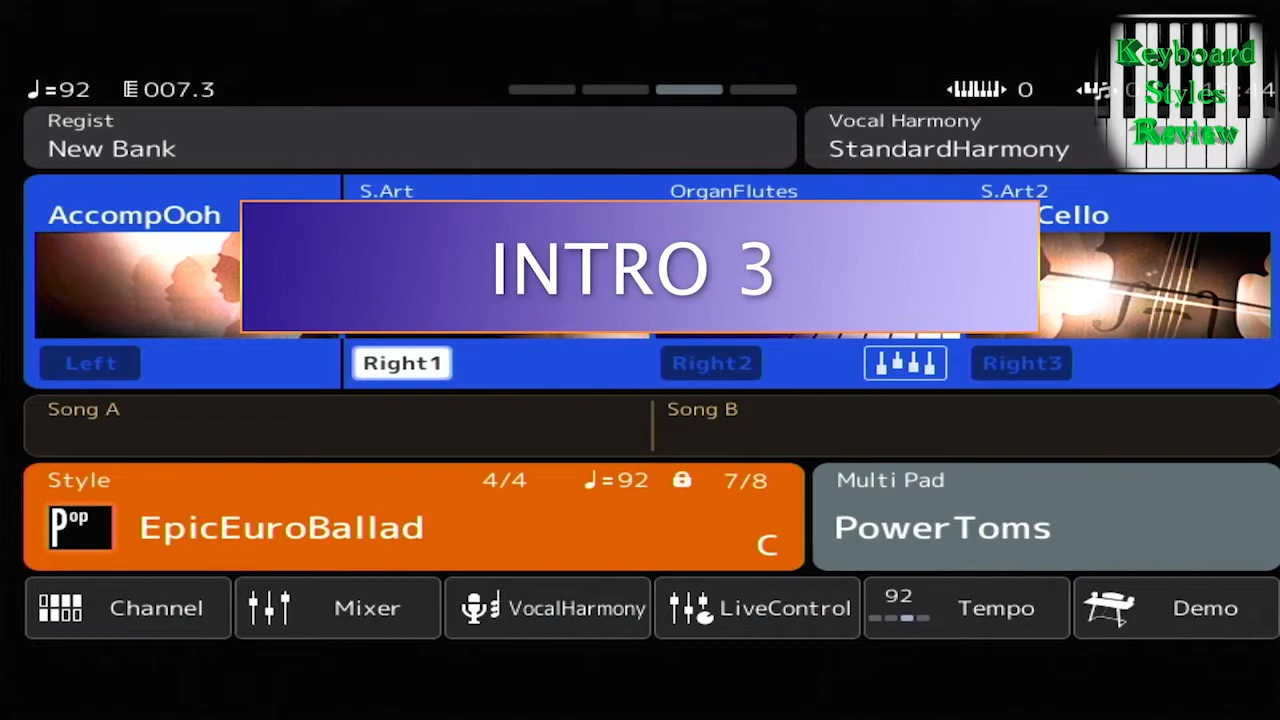 ♩=92 007.3 0
Keyboard
Styles
Review
Regist
New Bank
Vocal Harmony
StandardHarmony
AccompOoh
S.Art
OrganFlutes
S.Art2
Cello
INTRO 3
Left
Right1
Right2
Right3
Song A
Song B
Style 4/4 ♩=92 7/8
Pop
EpicEuroBallad
C
Multi Pad
PowerToms
Channel
Mixer
VocalHarmony
LiveControl
92
Tempo
Demo